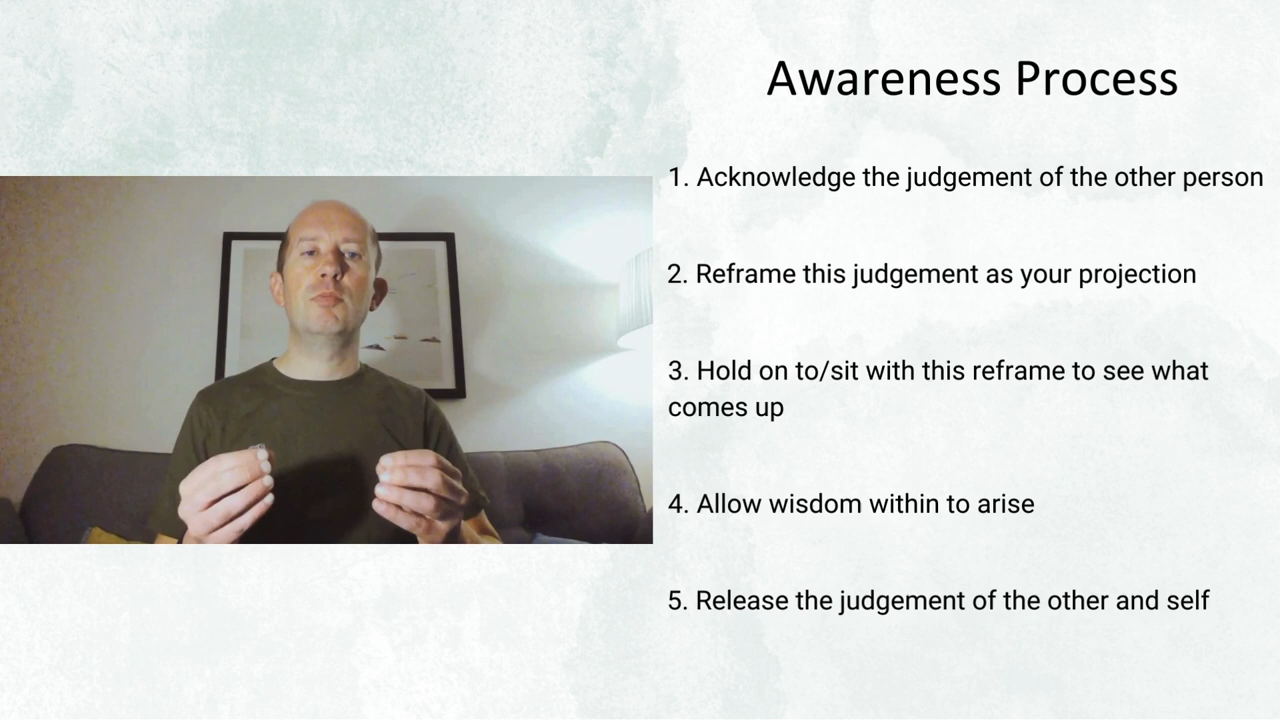 Awareness Process
1. Acknowledge the judgement of the other person
2. Reframe this judgement as your projection
3. Hold on to/sit with this reframe to see what
comes up
4. Allow wisdom within to arise
5. Release the judgement of the other and self